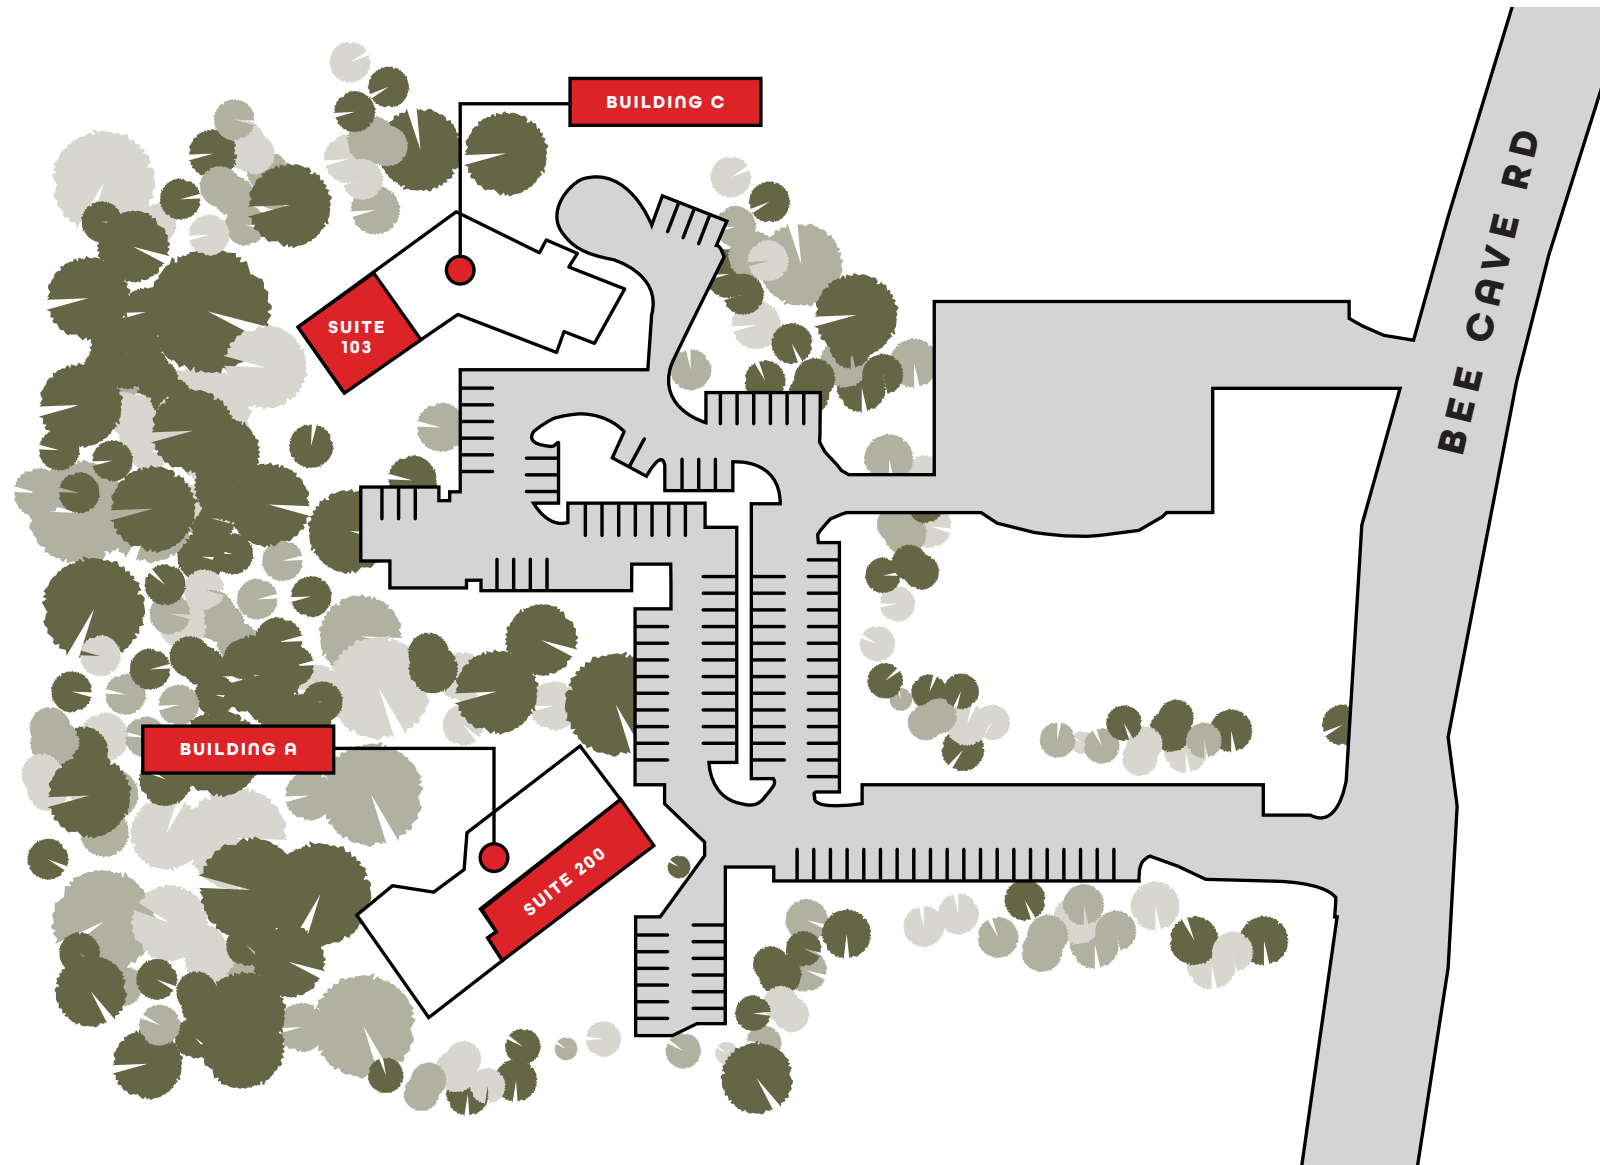 BUILDING C
BEE CAVE RD
SUITE
103
BUILDING A
SUITE 200